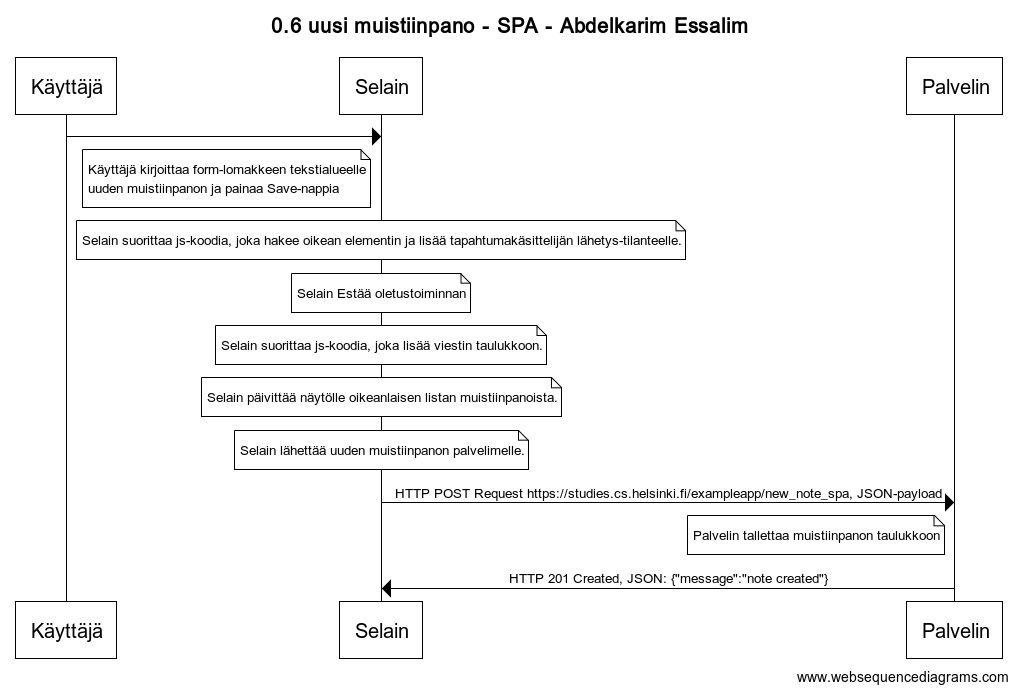 0.6 uusi muistiinpano - SPA - Abdelkarim Essalim
Käyttäjä
Selain
Palvelin
Käyttäjä kirjoittaa form-lomakkeen tekstialueelle
uuden muistiinpanon ja painaa Save-nappia
Selain suorittaa js-koodia, joka hakee oikean elementin ja lisää tapahtumakäsittelijän lähetys-tilanteelle.
Selain Estää oletustoiminnan
Selain suorittaa js-koodia, joka lisää viestin taulukkoon.
Selain päivittää näytölle oikeanlaisen listan muistiinpanoista.
Selain lähettää uuden muistiinpanon palvelimelle.
HTTP POST Request https://studies.cs.helsinki.fi/exampleapp/new_note_spa, JSON-payload
Palvelin tallettaa muistiinpanon taulukkoon
HTTP 201 Created, JSON: {"message":"note created"}
Käyttäjä
Selain
Palvelin
www.websequencediagrams.com